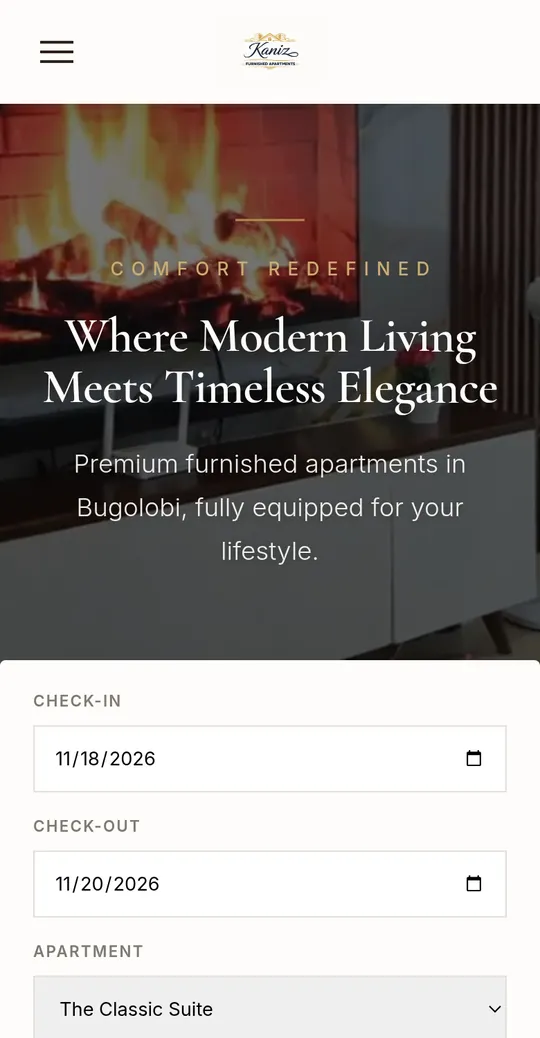 Kaniz
FURNISHED APARTMENTS
COMFORT REDEFINED
Where Modern Living
Meets Timeless Elegance
Premium furnished apartments in
Bugolobi, fully equipped for your
lifestyle.
CHECK-IN
11/18/2026
CHECK-OUT
11/20/2026
APARTMENT
The Classic Suite